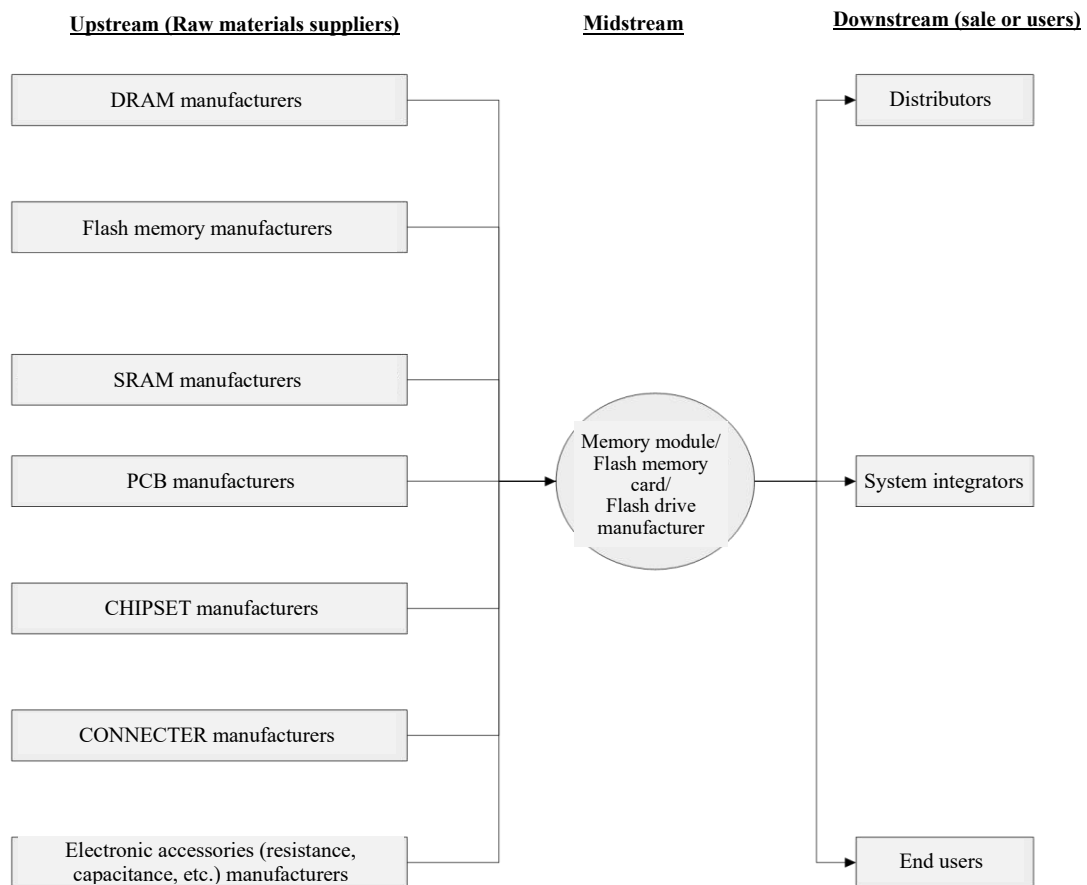 Upstream (Raw materials suppliers)
Midstream
Downstream (sale or users)
DRAM manufacturers
Flash memory manufacturers
SRAM manufacturers
PCB manufacturers
CHIPSET manufacturers
CONNECTER manufacturers
Electronic accessories (resistance,
capacitance, etc.) manufacturers
Memory module/
Flash memory
card/
Flash drive
manufacturer
Distributors
System integrators
End users